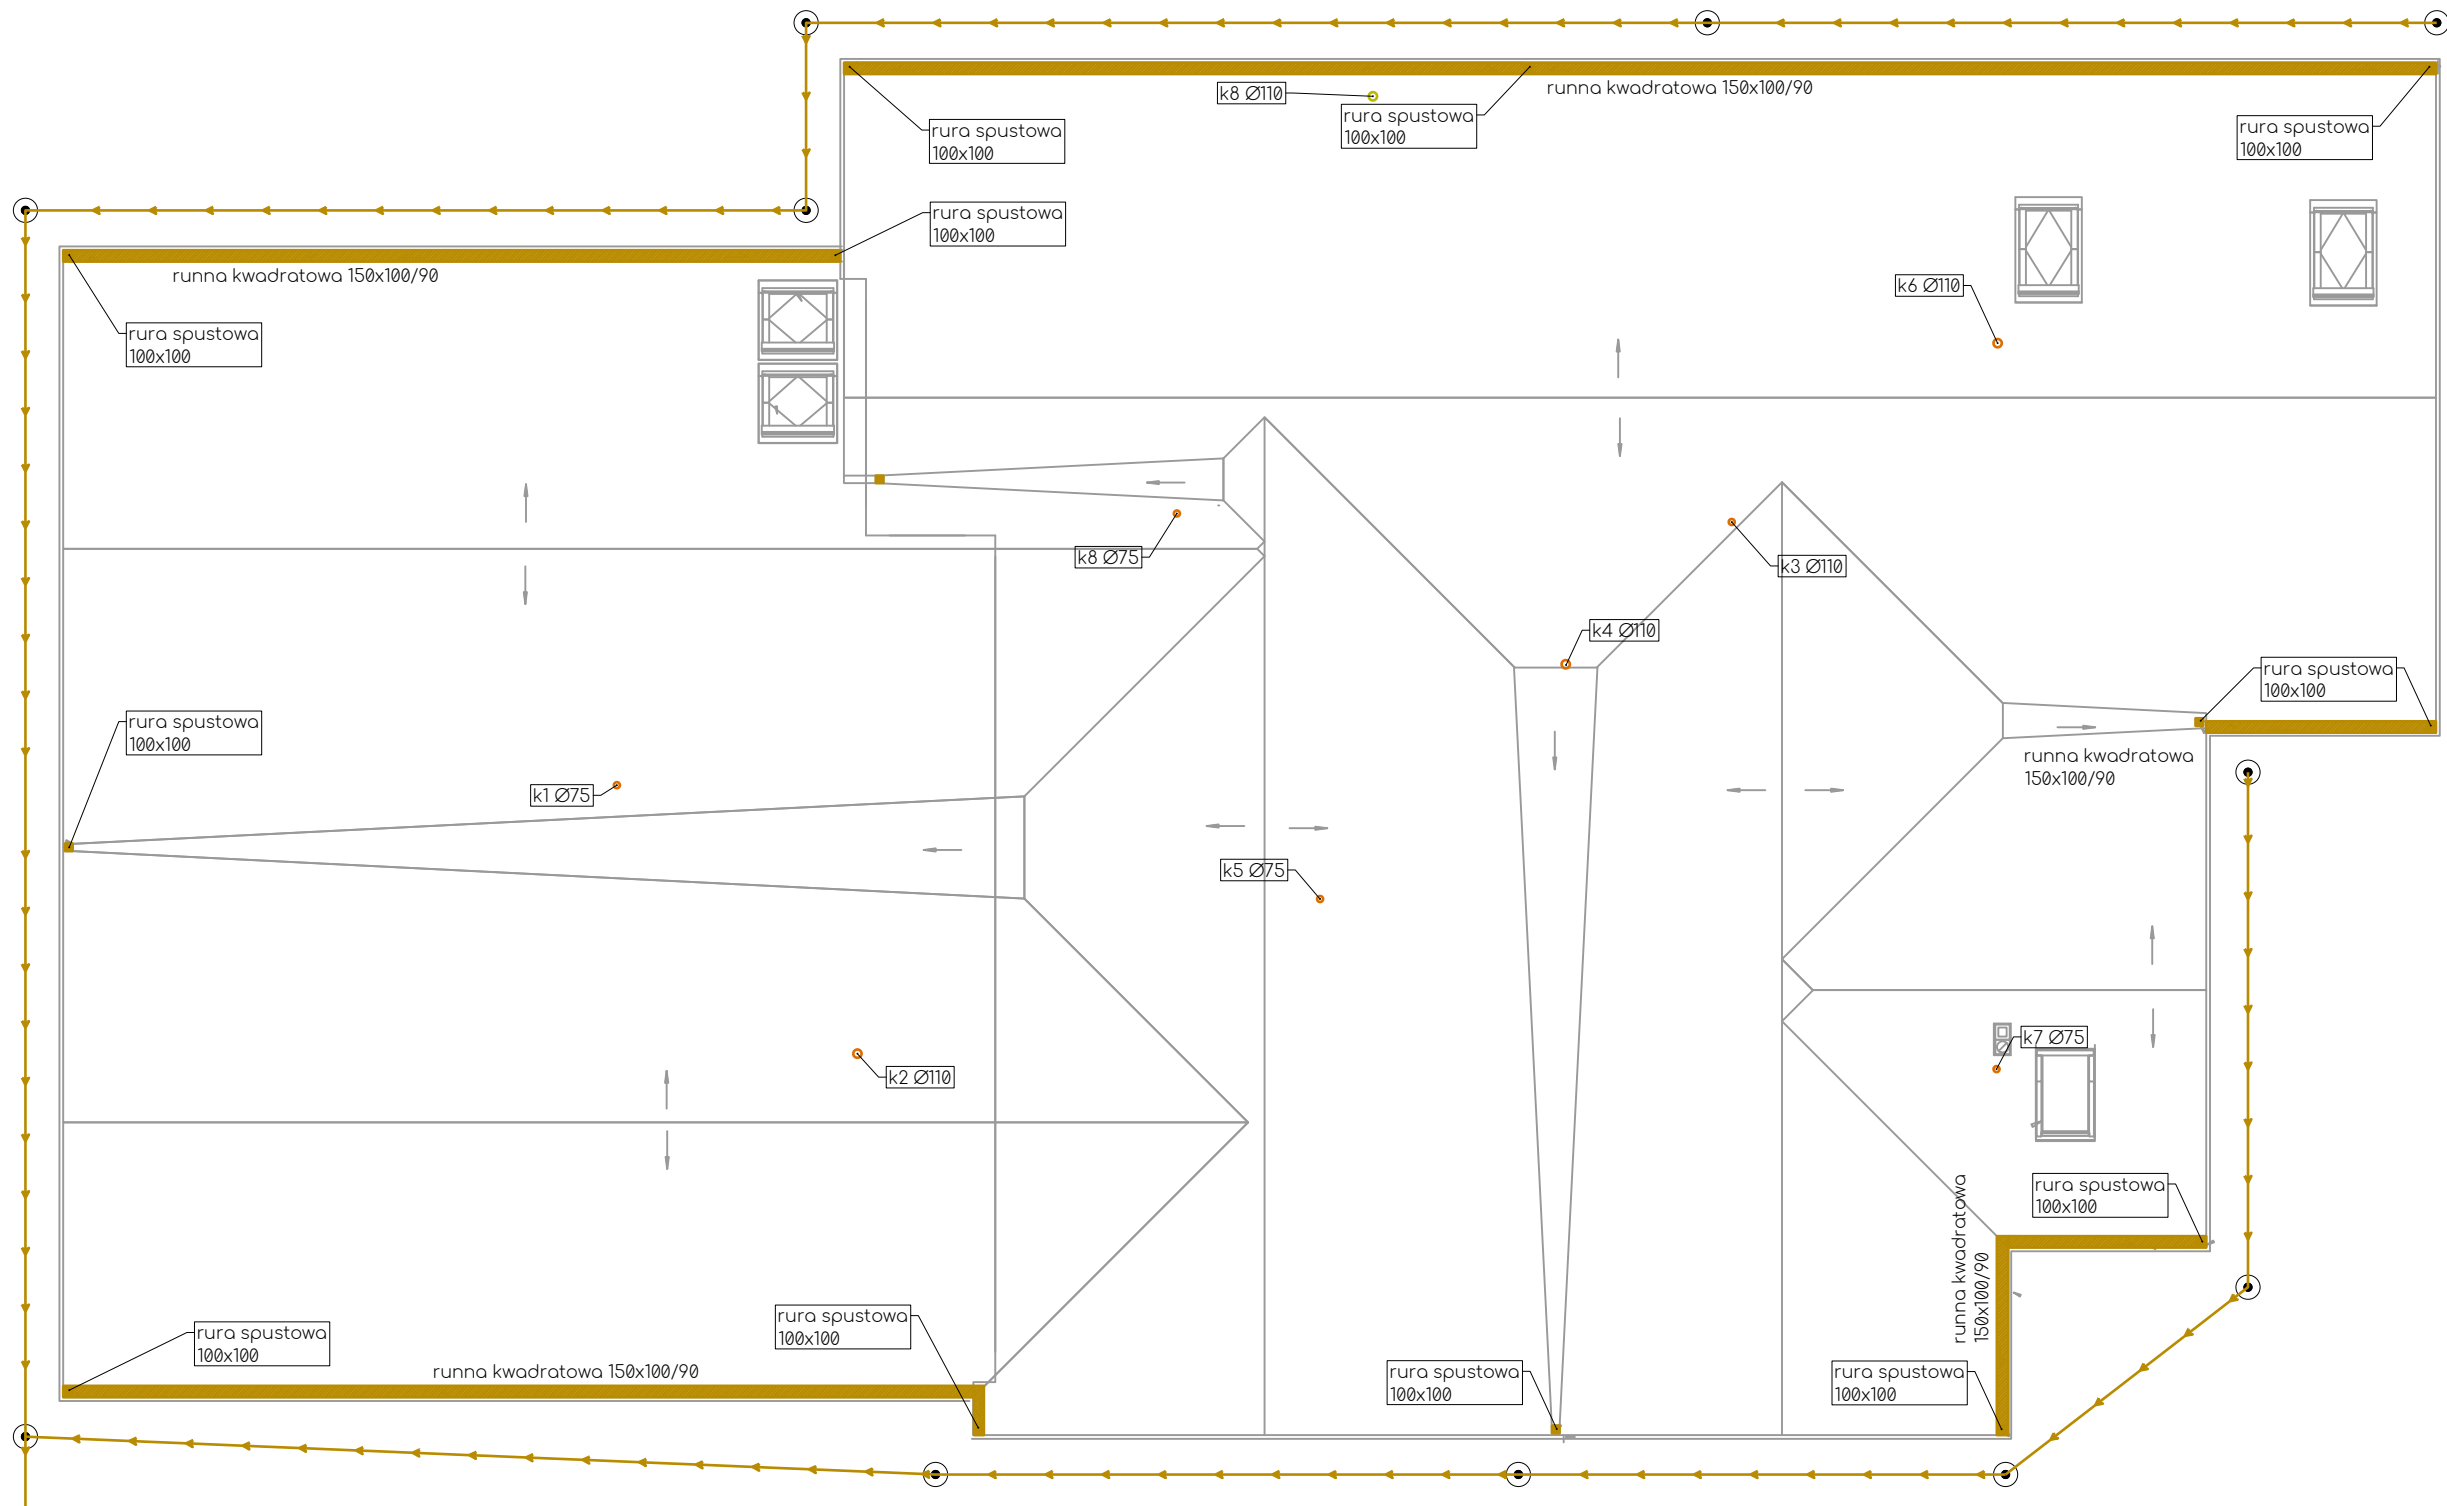 k8 Ø110
runna kwadratowa 150x100/90
rura spustowa
100x100
rura spustowa
100x100
rura spustowa
100x100
rura spustowa
100x100
runna kwadratowa 150x100/90
k6 Ø110
rura spustowa
100x100
k8 Ø75
k3 Ø110
k4 Ø110
rura spustowa
100x100
rura spustowa
100x100
runna kwadratowa
150x100/90
k1 Ø75
k5 Ø75
k7 Ø75
k2 Ø110
rura spustowa
100x100
runna kwadratowa
150x100/90
rura spustowa
100x100
rura spustowa
100x100
runna kwadratowa 150x100/90
rura spustowa
100x100
rura spustowa
100x100